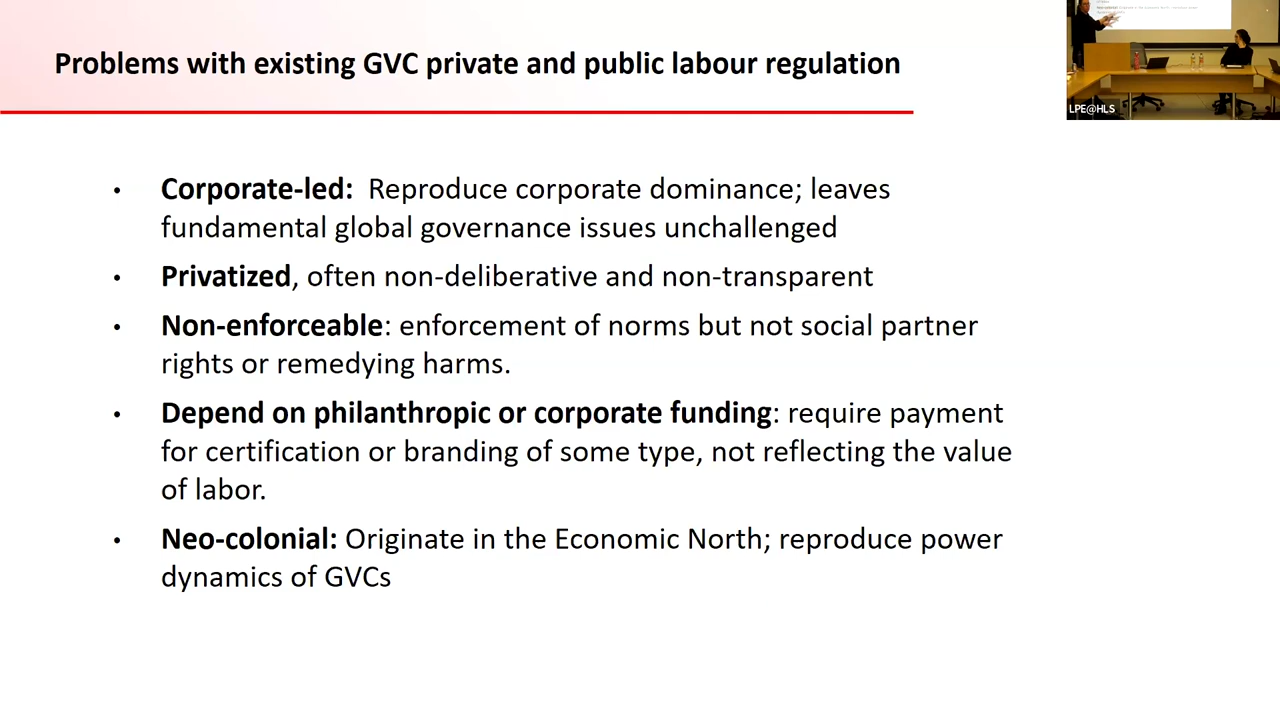 Problems with existing GVC private and public labour regulation
LPE@HLS
• Corporate-led:  Reproduce corporate dominance; leaves
fundamental global governance issues unchallenged
• Privatized, often non-deliberative and non-transparent
• Non-enforceable: enforcement of norms but not social partner
rights or remedying harms.
• Depend on philanthropic or corporate funding: require payment
for certification or branding of some type, not reflecting the value
of labor.
• Neo-colonial: Originate in the Economic North; reproduce power
dynamics of GVCs